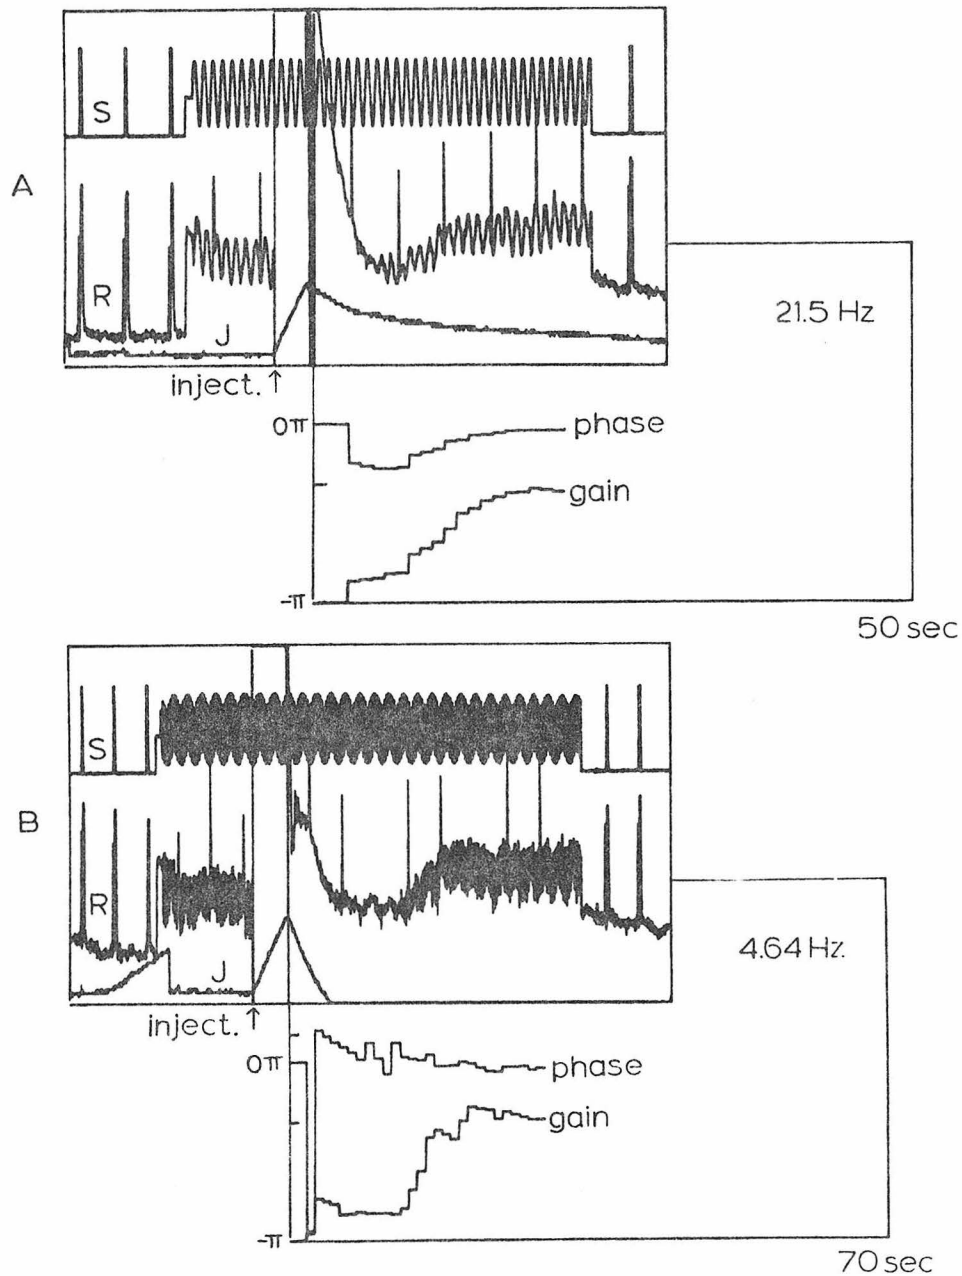 S
A
R
J
21.5 Hz
inject. ↑
0π
phase
gain
-π
50 sec
S
B
R
J
4.64 Hz.
inject. ↑
0π
phase
gain
-π
70 sec